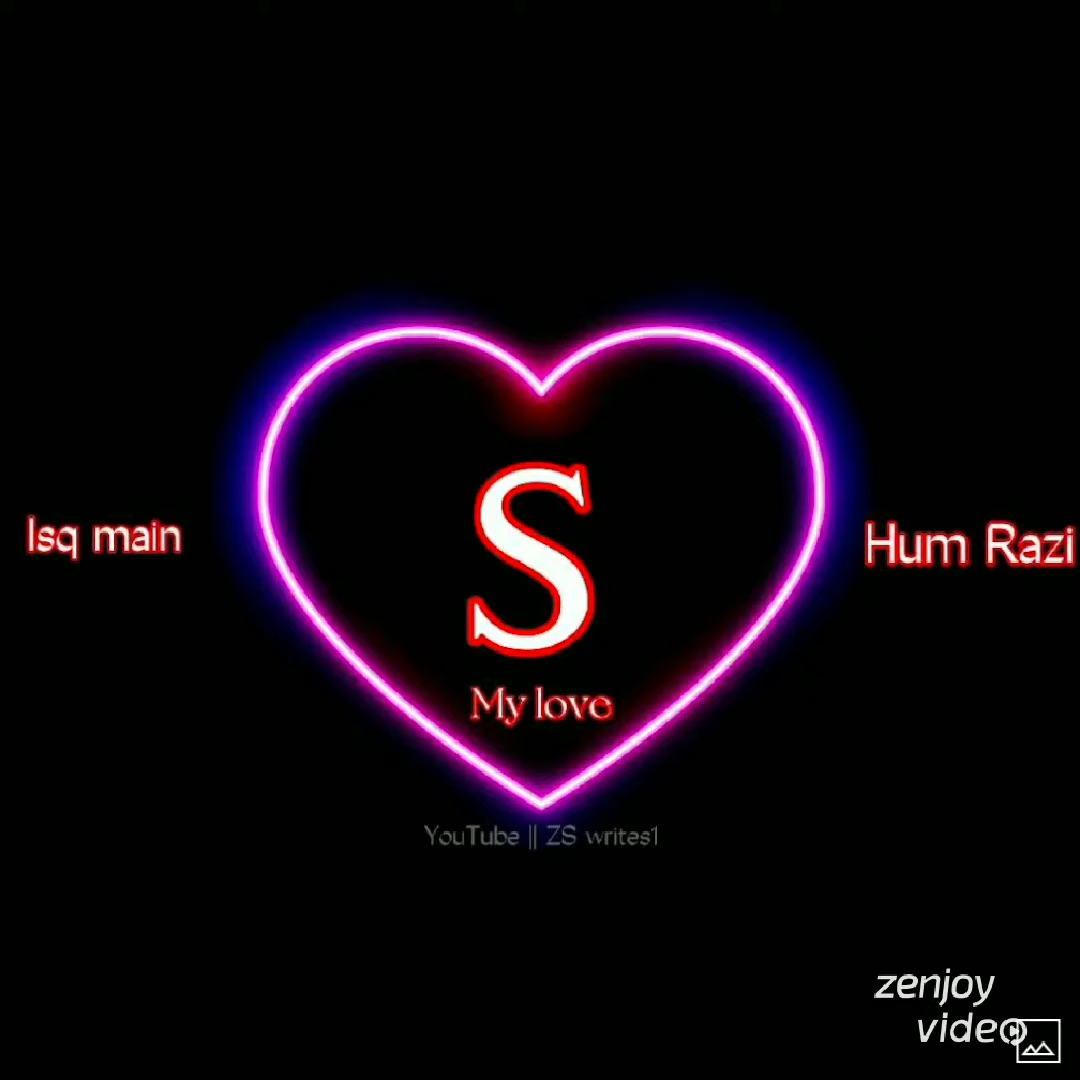 S
Isq main
Hum Razi
My love
YouTube || ZS writes1
zenjoy
video